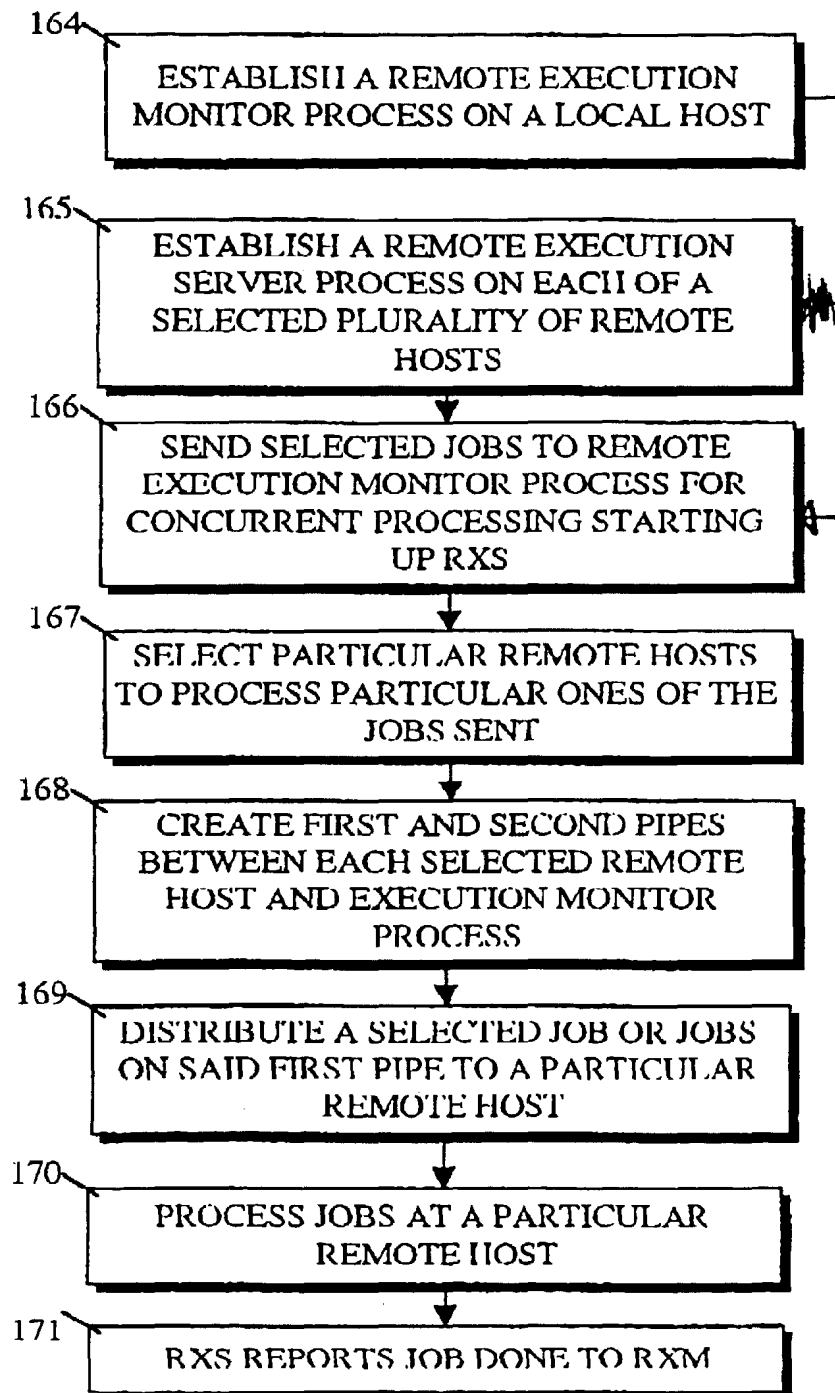 164
ESTABLISH A REMOTE EXECUTION
MONITOR PROCESS ON A LOCAL HOST
165
ESTABLISH A REMOTE EXECUTION
SERVER PROCESS ON EACH OF A
SELECTED PLURALITY OF REMOTE
HOSTS
166
SEND SELECTED JOBS TO REMOTE
EXECUTION MONITOR PROCESS FOR
CONCURRENT PROCESSING STARTING
UP RXS
167
SELECT PARTICULAR REMOTE HOSTS
TO PROCESS PARTICULAR ONES OF THE
JOBS SENT
168
CREATE FIRST AND SECOND PIPES
BETWEEN EACH SELECTED REMOTE
HOST AND EXECUTION MONITOR
PROCESS
169
DISTRIBUTE A SELECTED JOB OR JOBS
ON SAID FIRST PIPE TO A PARTICULAR
REMOTE HOST
170
PROCESS JOBS AT A PARTICULAR
REMOTE HOST
171
RXS REPORTS JOB DONE TO RXM